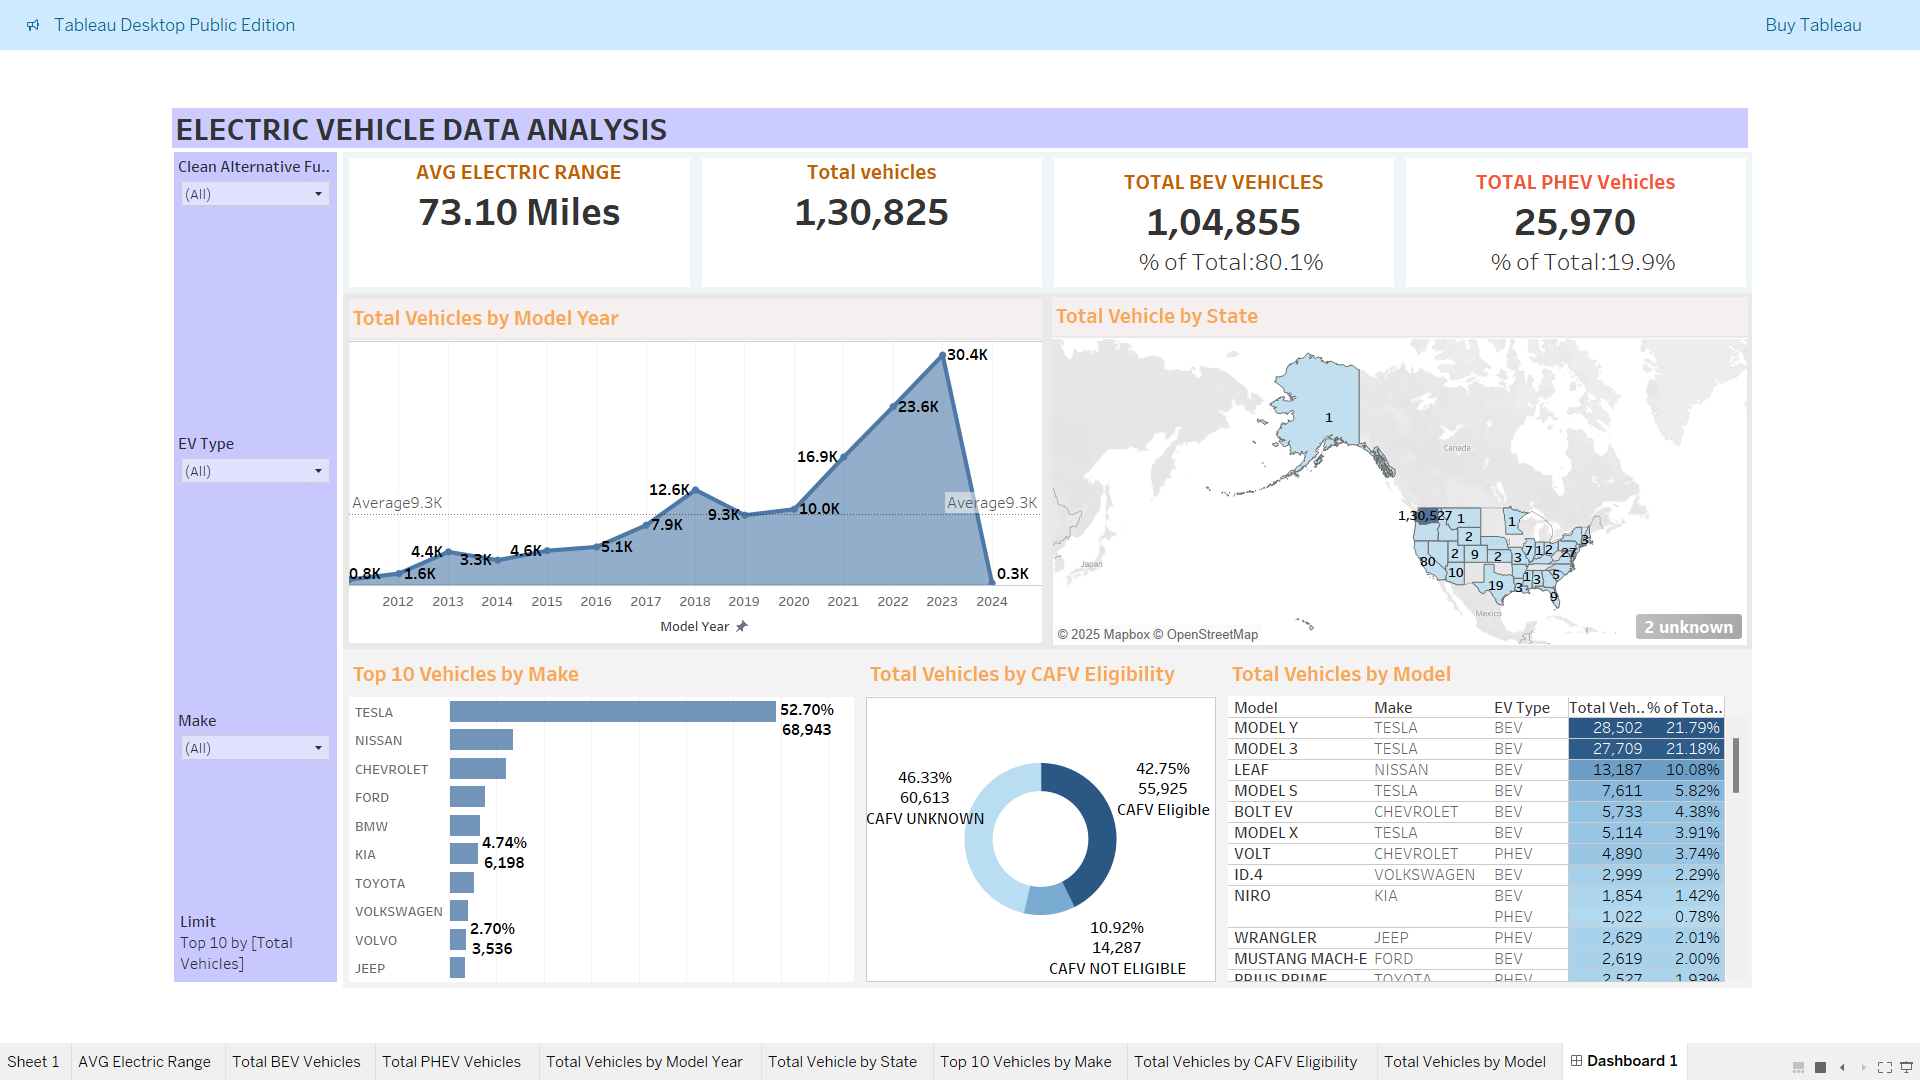 Tableau Desktop Public Edition
Buy Tableau
ELECTRIC VEHICLE DATA ANALYSIS
Clean Alternative Fu..
(All)
EV Type
(All)
Make
(All)
Limit
Top 10 by [Total
Vehicles]
AVG ELECTRIC RANGE
73.10 Miles
Total vehicles
1,30,825
TOTAL BEV VEHICLES
1,04,855
% of Total:80.1%
TOTAL PHEV Vehicles
25,970
% of Total:19.9%
Total Vehicles by Model Year
30.4K
23.6K
16.9K
12.6K
Average9.3K
Average9.3K
9.3K
10.0K
7.9K
4.4K
3.3K
4.6K
5.1K
0.8K
1.6K
0.3K
2012 2013 2014 2015 2016 2017 2018 2019 2020 2021 2022 2023 2024
Model Year
Total Vehicle by State
1
Canada
1,30,527
1
1
2
3
2
9
2
3
7
1
2
27
80
10
19
3
1
3
5
9
Japan
Mexico
© 2025 Mapbox © OpenStreetMap
2 unknown
Top 10 Vehicles by Make
TESLA
52.70%
68,943
NISSAN
CHEVROLET
FORD
BMW
KIA
4.74%
6,198
TOYOTA
VOLKSWAGEN
VOLVO
2.70%
3,536
JEEP
Total Vehicles by CAFV Eligibility
46.33%
60,613
CAFV UNKNOWN
42.75%
55,925
CAFV Eligible
10.92%
14,287
CAFV NOT ELIGIBLE
Total Vehicles by Model
Model Make EV Type Total Veh.. % of Tota..
MODEL Y TESLA BEV 28,502 21.79%
MODEL 3 TESLA BEV 27,709 21.18%
LEAF NISSAN BEV 13,187 10.08%
MODEL S TESLA BEV 7,611 5.82%
BOLT EV CHEVROLET BEV 5,733 4.38%
MODEL X TESLA BEV 5,114 3.91%
VOLT CHEVROLET PHEV 4,890 3.74%
ID.4 VOLKSWAGEN BEV 2,999 2.29%
NIRO KIA BEV 1,854 1.42%
PHEV 1,022 0.78%
WRANGLER JEEP PHEV 2,629 2.01%
MUSTANG MACH-E FORD BEV 2,619 2.00%
PRIUS PRIME TOYOTA PHEV 2,527 1.93%
Sheet 1 AVG Electric Range Total BEV Vehicles Total PHEV Vehicles Total Vehicles by Model Year Total Vehicle by State Top 10 Vehicles by Make Total Vehicles by CAFV Eligibility Total Vehicles by Model Dashboard 1